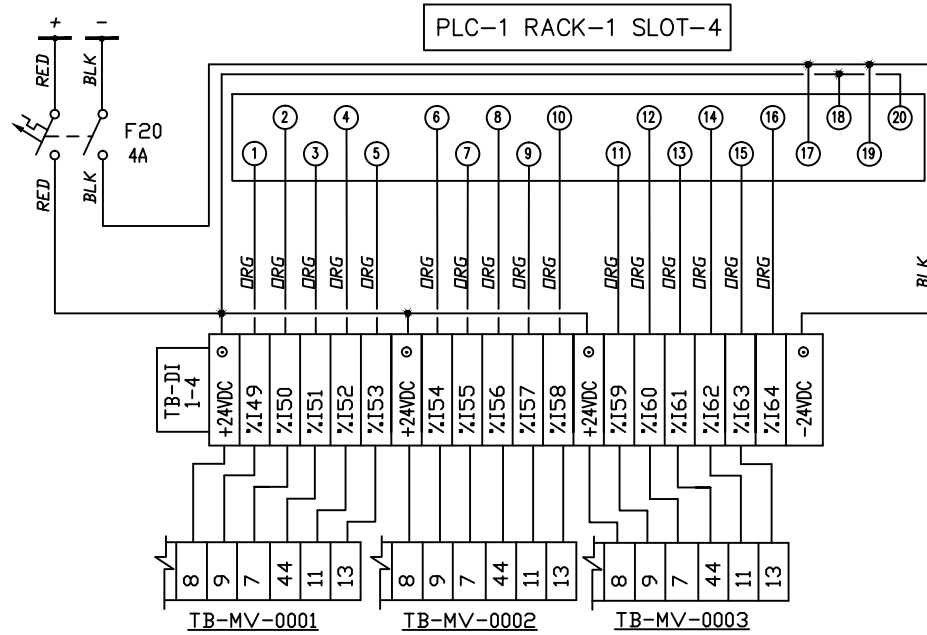 PLC-1 RACK-1 SLOT-4
+ -
RED BLK
F20
4A
RED BLK
2 4 6 8 10 12 14 16 18 20
1 3 5 7 9 11 13 15 17 19
ORG ORG ORG ORG ORG ORG ORG ORG ORG ORG ORG ORG ORG ORG ORG ORG BLK
TB-DI
1-4
+24VDC %I49 %I50 %I51 %I52 %I53 +24VDC %I54 %I55 %I56 %I57 %I58 +24VDC %I59 %I60 %I61 %I62 %I63 %I64 -24VDC
8 9 7 44 11 13 8 9 7 44 11 13 8 9 7 44 11 13
TB-MV-0001 TB-MV-0002 TB-MV-0003